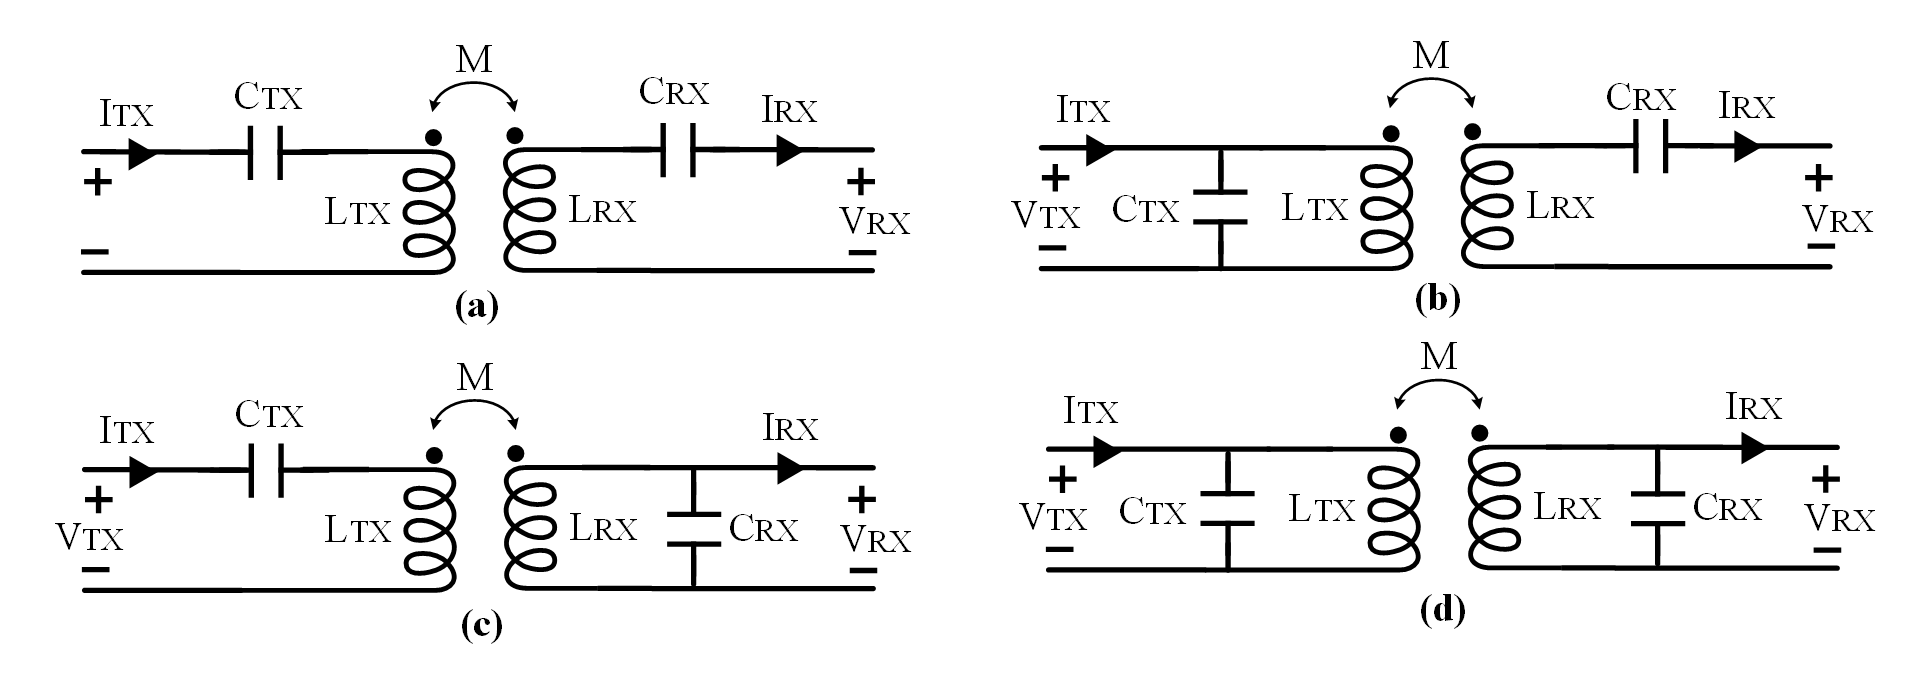 M
CTX
ITX
CRX
IRX
+
+
LTX
LRX
VRX
−
−
(a)
M
ITX
CRX
IRX
+
+
VTX
CTX
LTX
LRX
VRX
−
−
(b)
M
CTX
ITX
IRX
+
+
VTX
LTX
LRX
CRX
VRX
−
−
(c)
M
ITX
IRX
+
+
VTX
CTX
LTX
LRX
CRX
VRX
−
−
(d)